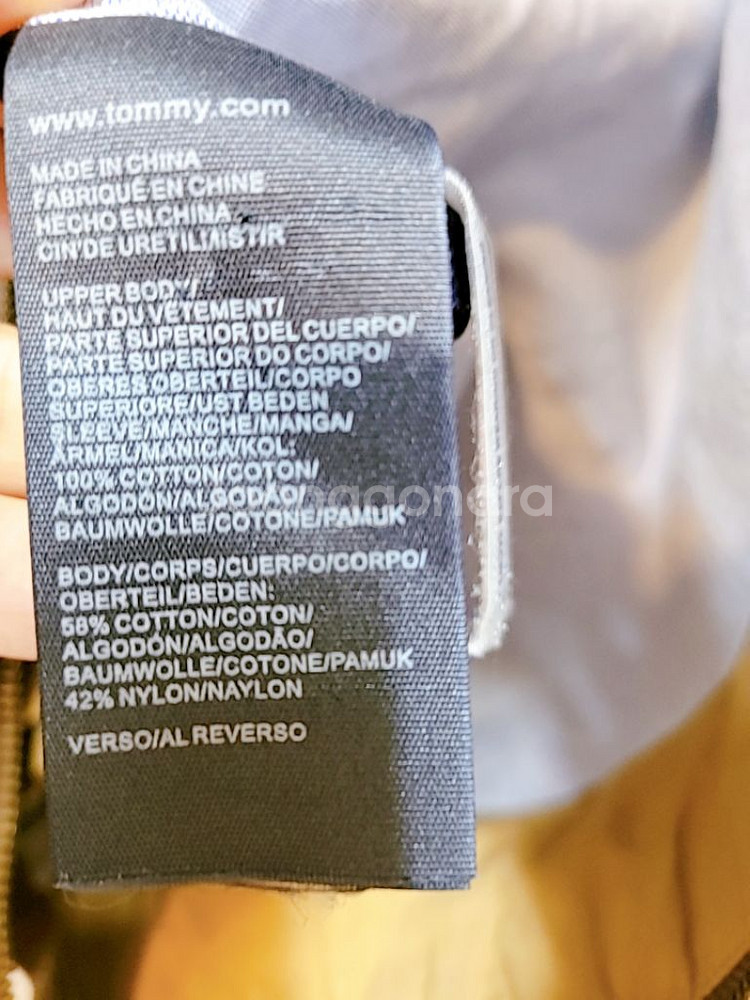 www.tommy.com
MADE IN CHINA
FABRIQUÉ EN CHINE
HECHO EN CHINA
ÇIN'DE ÜRETILMISTIR
UPPER BODY/
HAUT DU VÊTEMENT/
PARTE SUPERIOR DEL CUERPO/
PARTE SUPERIOR DO CORPO/
OBERES OBERTEIL/CORPO
SUPERIORE/ÜST BEDEN
SLEEVE/MANCHE/MANGA/
ÄRMEL/MANICA/KOL:
100% COTTON/COTON/
ALGODÓN/ALGODÃO/
BAUMWOLLE/COTONE/PAMUK
BODY/CORPS/CUERPO/CORPO/
OBERTEIL/BEDEN:
58% COTTON/COTON/
ALGODÓN/ALGODÃO/
BAUMWOLLE/COTONE/PAMUK
42% NYLON/NAYLON
VERSO/AL REVERSO